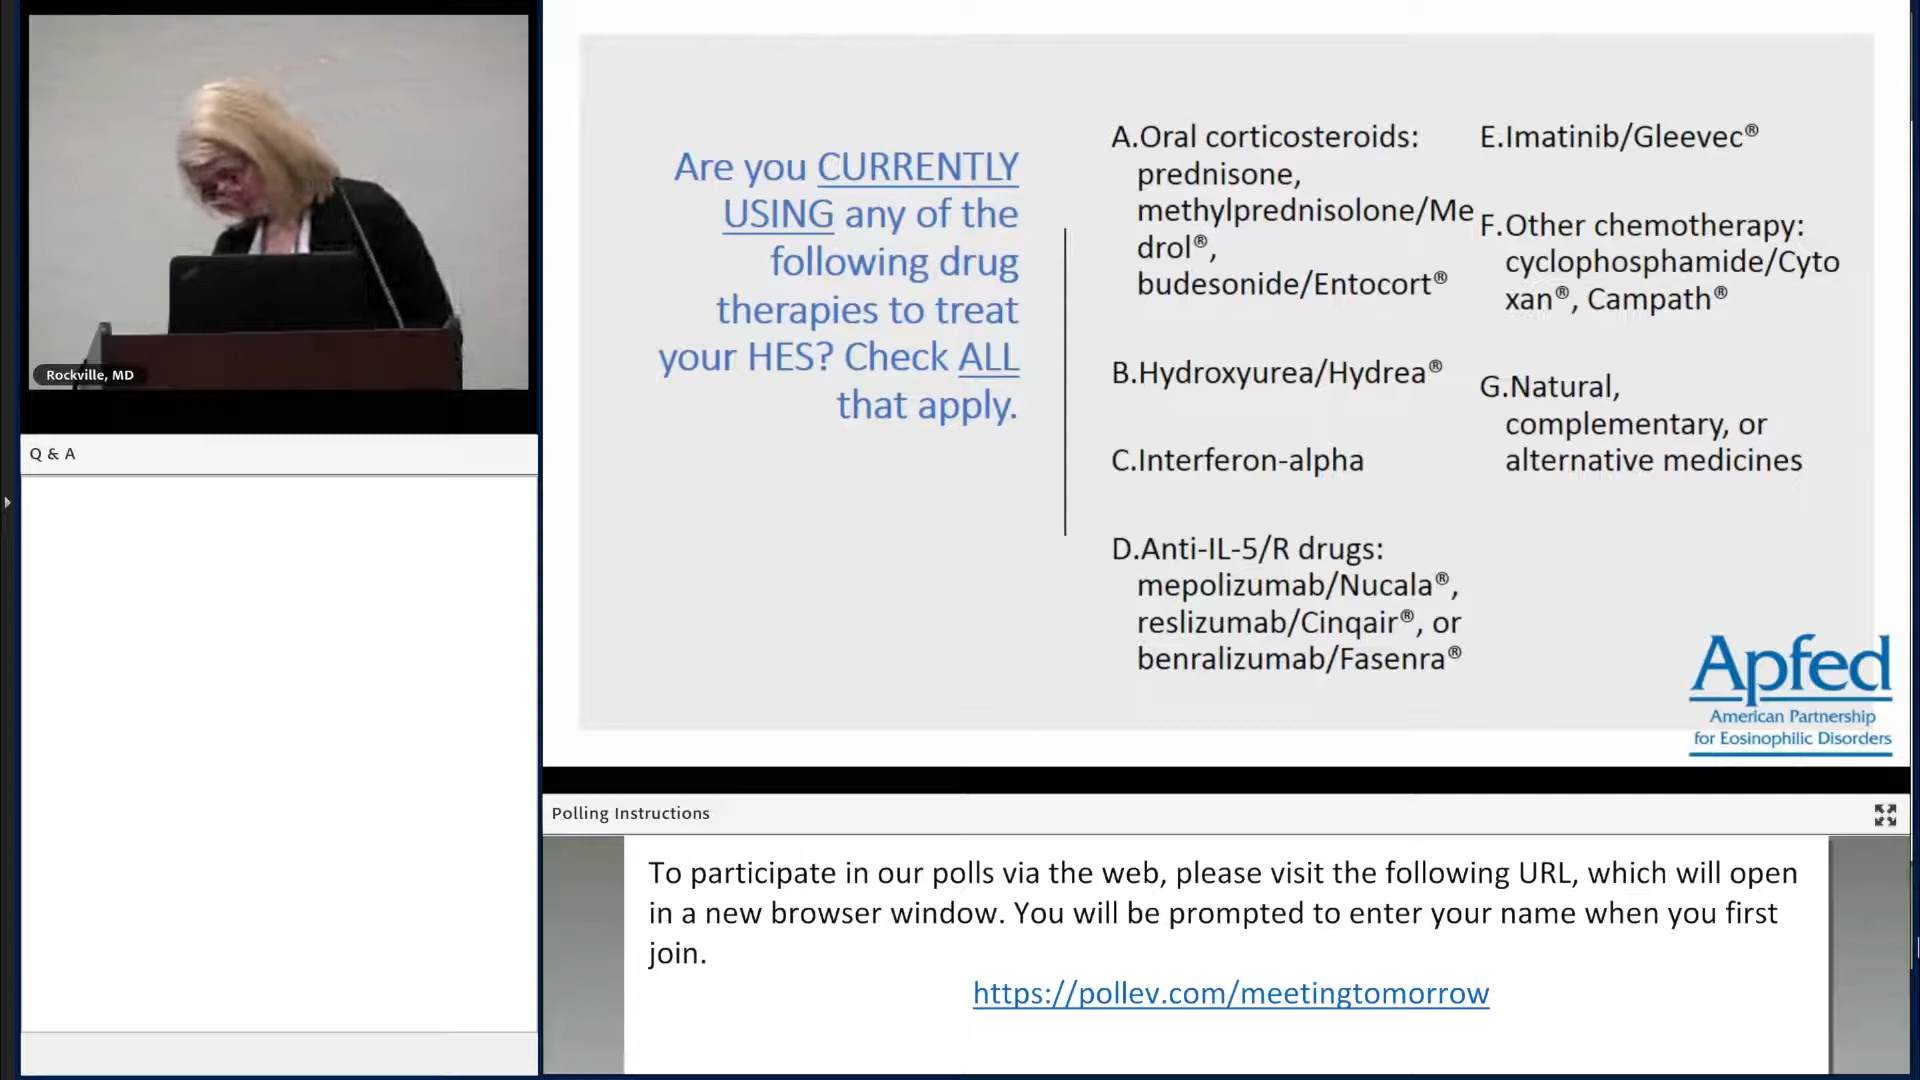 Rockville, MD
Q & A
Are you CURRENTLY
USING any of the
following drug
therapies to treat
your HES? Check ALL
that apply.
A.Oral corticosteroids:
prednisone,
methylprednisolone/Me
drol®,
budesonide/Entocort®
B.Hydroxyurea/Hydrea®
C.Interferon-alpha
D.Anti-IL-5/R drugs:
mepolizumab/Nucala®,
reslizumab/Cinqair®, or
benralizumab/Fasenra®
E.Imatinib/Gleevec®
F.Other chemotherapy:
cyclophosphamide/Cyto
xan®, Campath®
G.Natural,
complementary, or
alternative medicines
Apfed
American Partnership
for Eosinophilic Disorders
Polling Instructions
To participate in our polls via the web, please visit the following URL, which will open
in a new browser window. You will be prompted to enter your name when you first
join.
https://pollev.com/meetingtomorrow